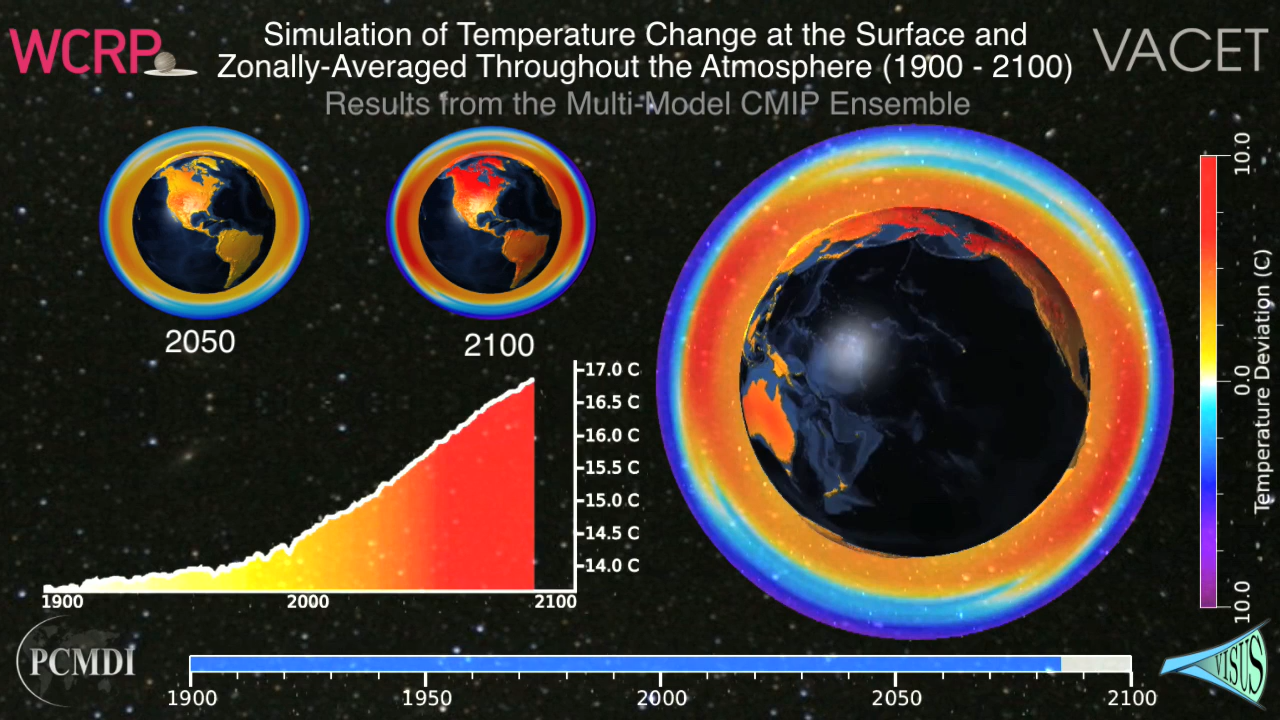 WCRP
Simulation of Temperature Change at the Surface and
Zonally-Averaged Throughout the Atmosphere (1900 - 2100)
VACET
Results from the Multi-Model CMIP Ensemble
2050
2100
17.0 C
16.5 C
16.0 C
15.5 C
15.0 C
14.5 C
14.0 C
1900
2000
2100
10.0
0.0
10.0
Temperature Deviation (C)
PCMDI
1900
1950
2000
2050
2100
VISUS